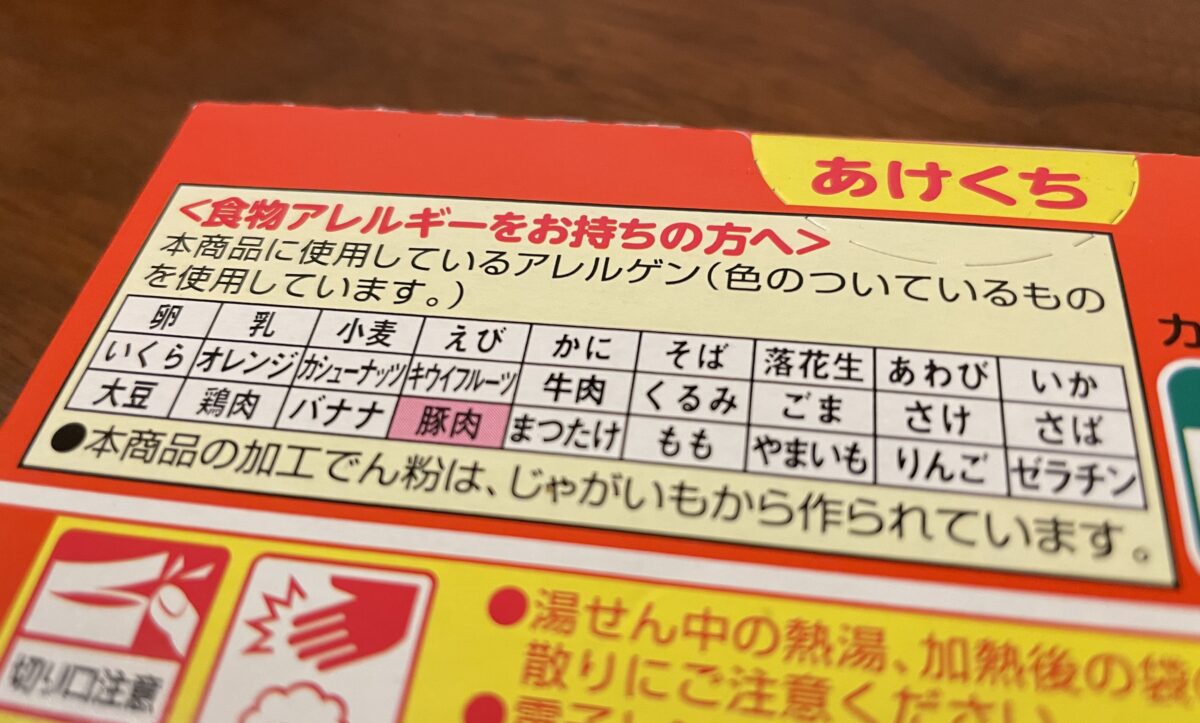 あけくち
<食物アレルギーをお持ちの方へ>
本商品に使用しているアレルゲン(色のついているもの
を使用しています。)
卵 乳 小麦 えび かに そば 落花生 あわび いか
いくら オレンジ カシューナッツ キウイフルーツ 牛肉 くるみ ごま さけ さば
大豆 鶏肉 バナナ 豚肉 まつたけ もも やまいも りんご ゼラチン
●本商品の加工でん粉は、じゃがいもから作られています。
カ
切り口注意
●湯せん中の熱湯、加熱後の袋
散りにご注意ください
●電子レ